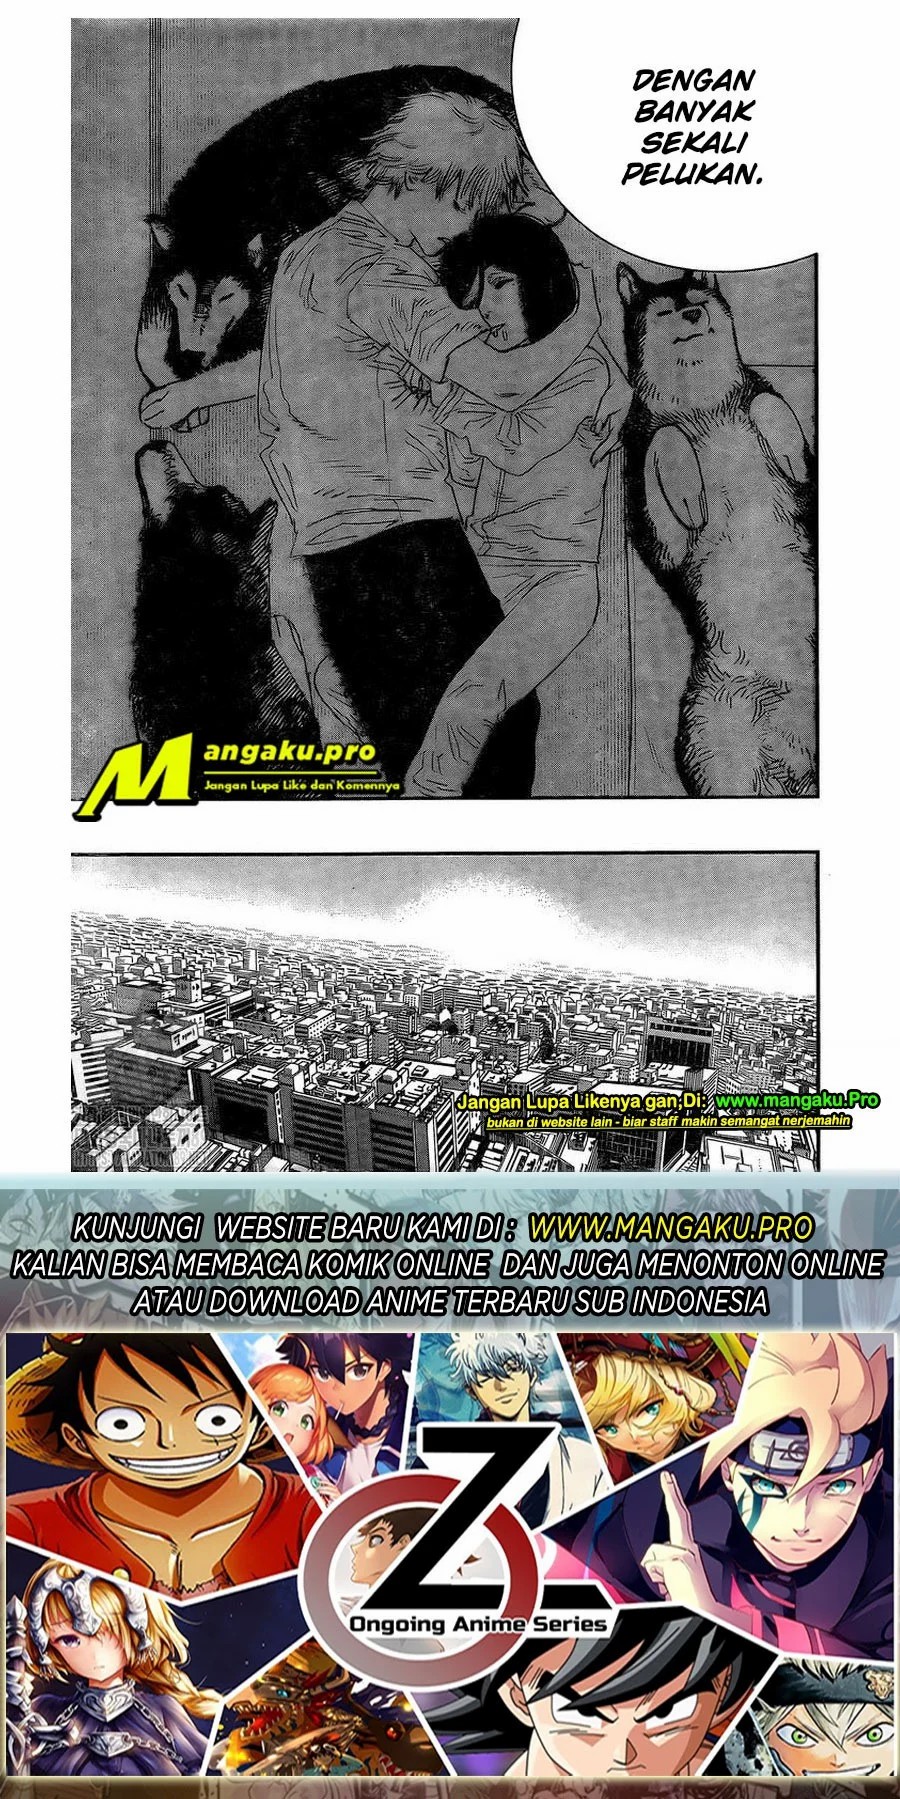 DENGAN
BANYAK
SEKALI
PELUKAN.
Mangaku.pro
Jangan Lupa Like dan Komennya
Jangan Lupa Likenya gan,Di: www.mangaku.Pro
bukan di website lain - biar staff makin semangat nerjemahin
KUNJUNGI WEBSITE BARU KAMI DI : WWW.MANGAKU.PRO
KALIAN BISA MEMBACA KOMIK ONLINE DAN JUGA MENONTON ONLINE
ATAU DOWNLOAD ANIME TERBARU SUB INDONESIA
OZ
Ongoing Anime Series